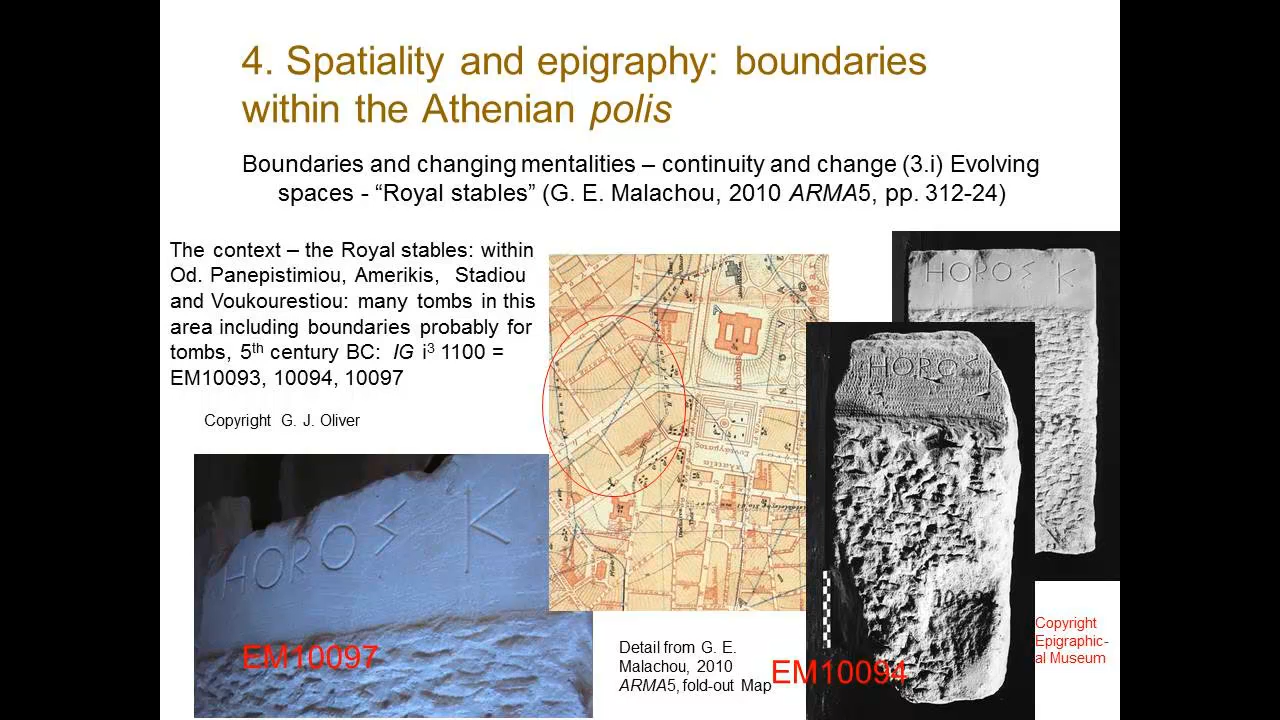 4. Spatiality and epigraphy: boundaries
within the Athenian polis
Boundaries and changing mentalities – continuity and change (3.i) Evolving
spaces - “Royal stables” (G. E. Malachou, 2010 ARMA5, pp. 312-24)
The context – the Royal stables: within
Od. Panepistimiou, Amerikis, Stadiou
and Voukourestiou: many tombs in this
area including boundaries probably for
tombs, 5th century BC: IG i3 1100 =
EM10093, 10094, 10097
Copyright G. J. Oliver
HOROΣ K
EM10097
Detail from G. E.
Malachou, 2010
ARMA5, fold-out Map
HOROΣ K
HOROΣ K
EM10094
Copyright
Epigraphic-
al Museum